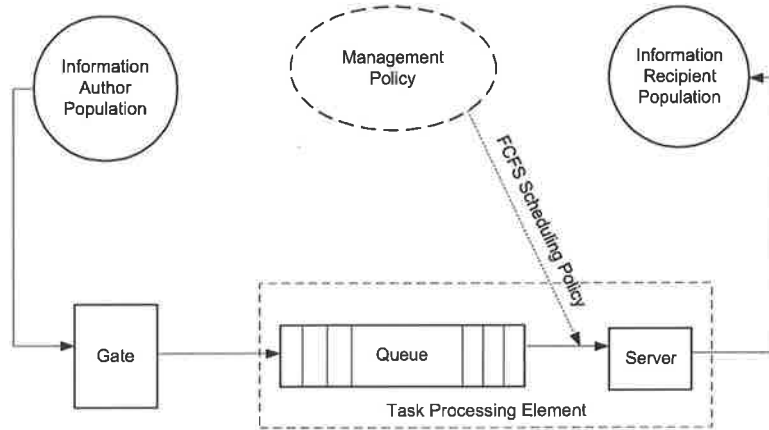 Information
Author
Population
Management
Policy
Information
Recipient
Population
FCFS Scheduling Policy
Gate
Queue
Server
Task Processing Element